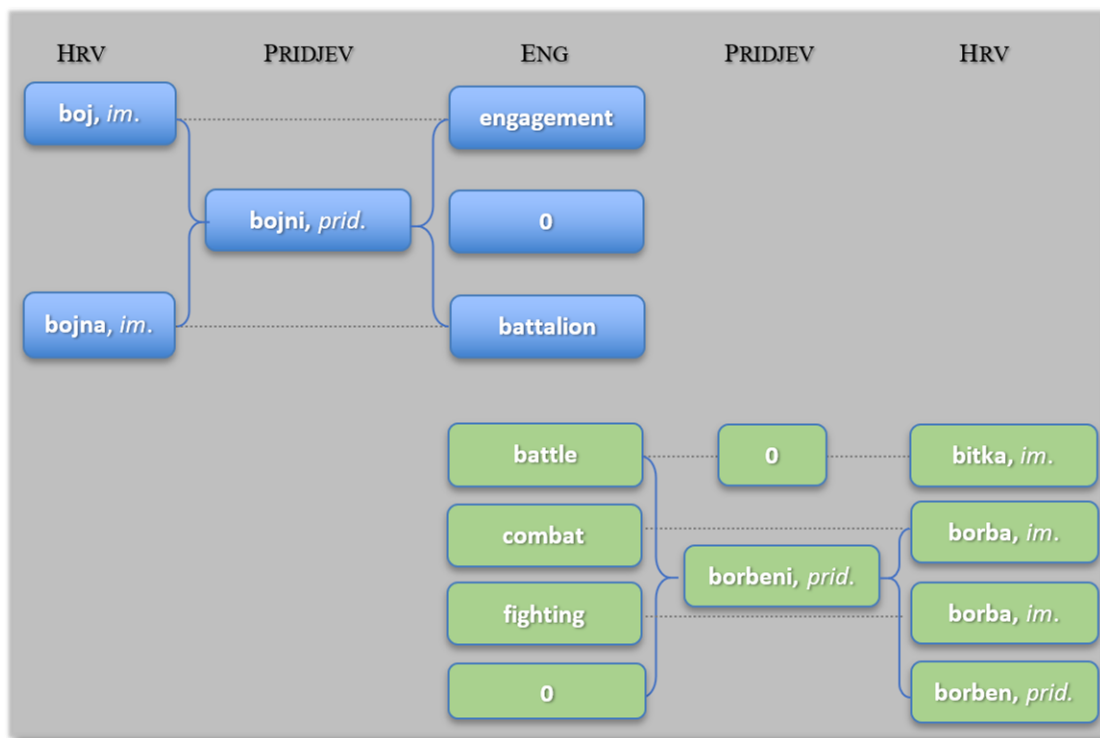 HRV PRIDJEV ENG PRIDJEV HRV
boj, im. engagement
bojni, prid. 0
bojna, im. battalion
battle 0 bitka, im.
combat borba, im.
borbeni, prid.
fighting borba, im.
0 borben, prid.